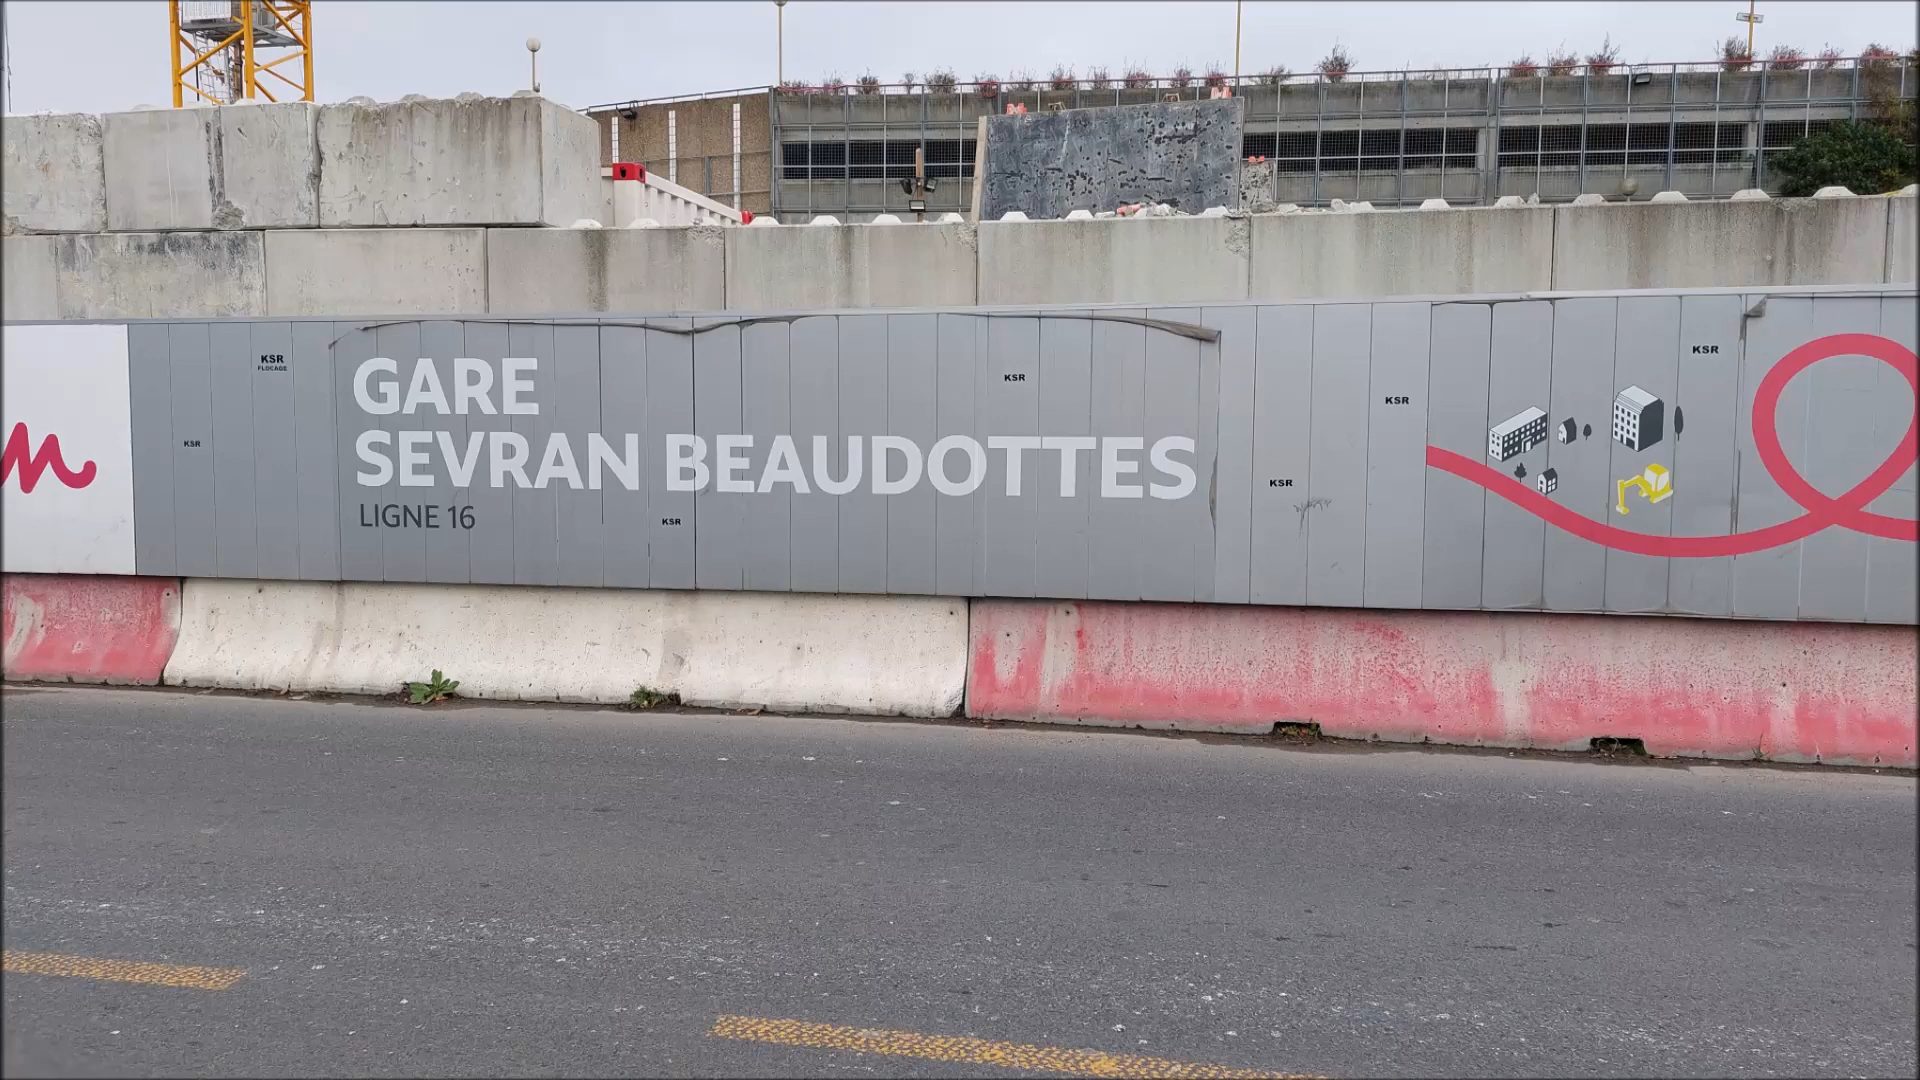 KSR
FLOCAGE
KSR
GARE
SEVRAN BEAUDOTTES
LIGNE 16
KSR
KSR
KSR
KSR
KSR